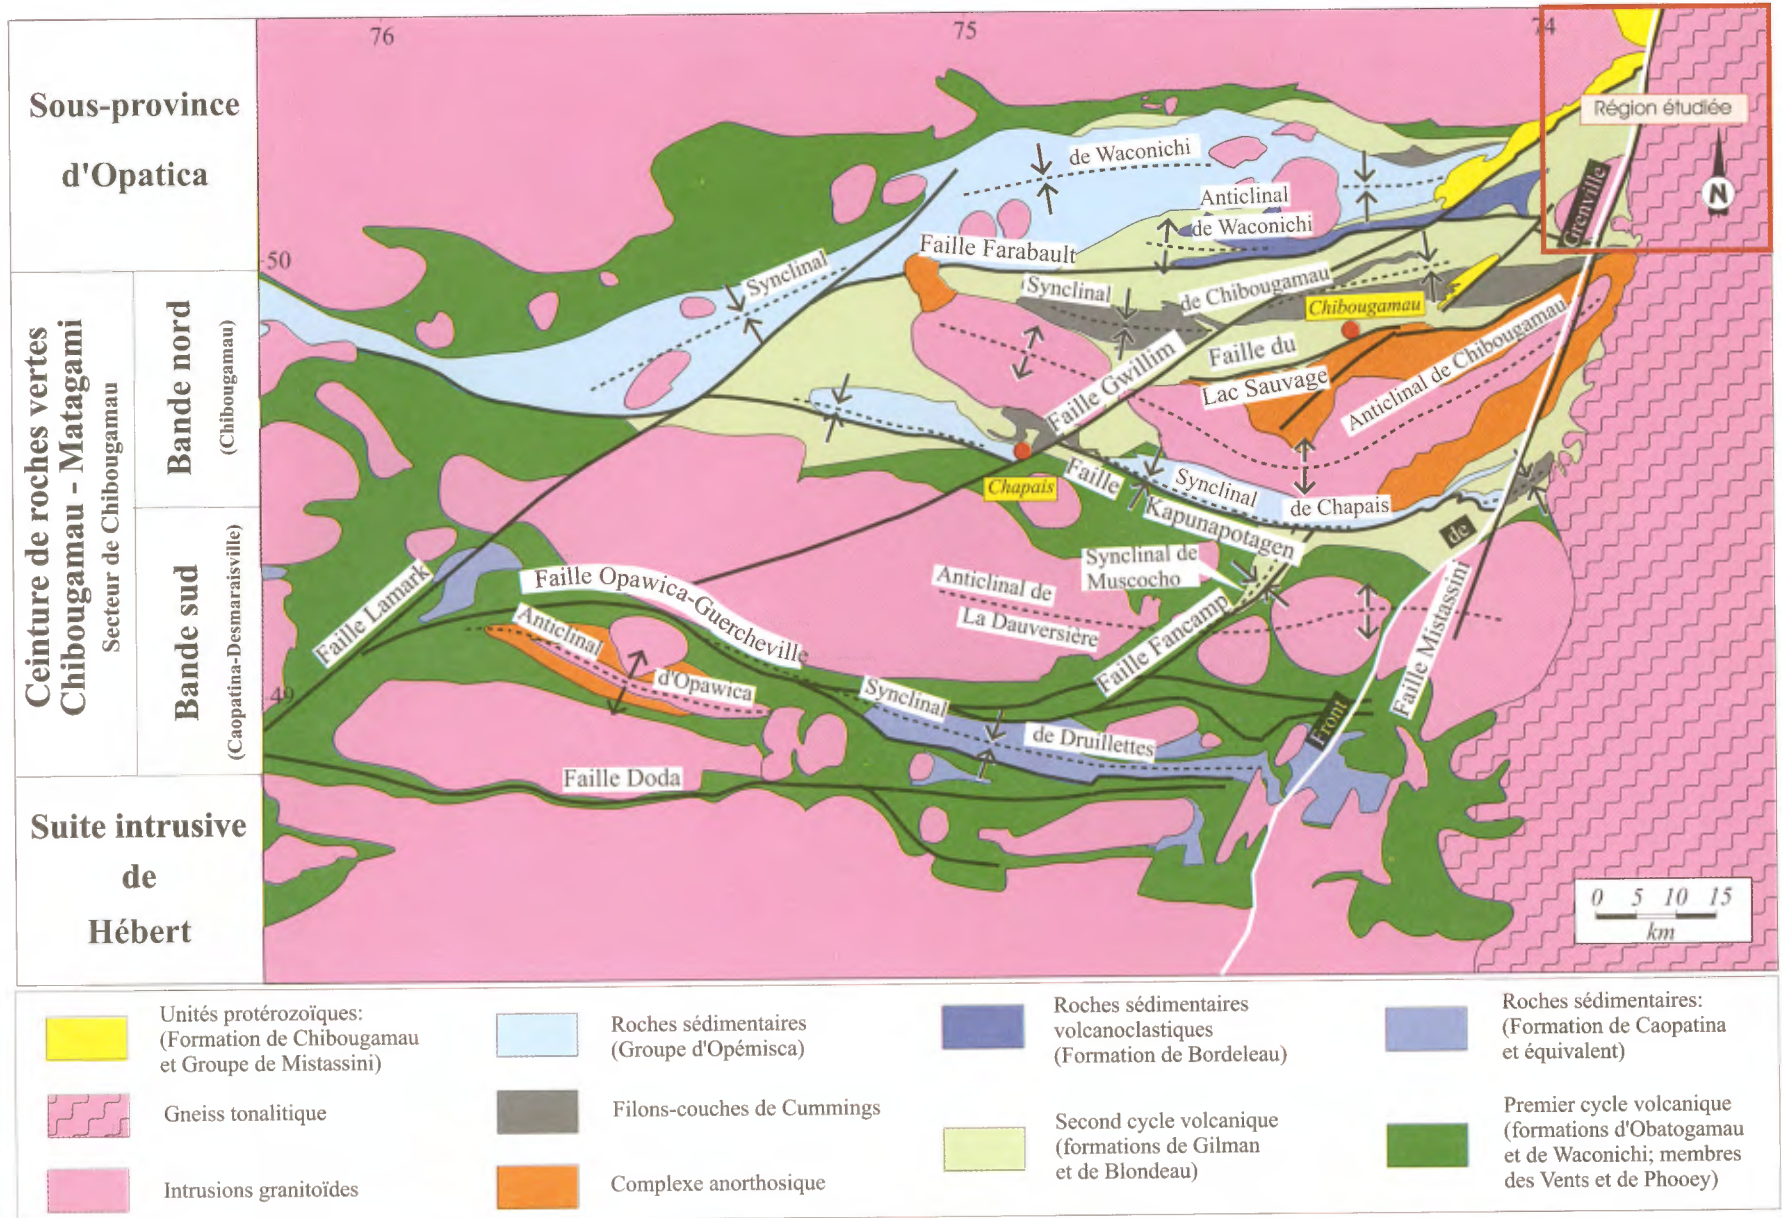 76
75
74
Sous-province
d'Opatica
Région étudiée
N
de Waconichi
Anticlinal
de Waconichi
Grenville
50
Synclinal
Faille Farabault
Synclinal
de Chibougamau
Chibougamau
Ceinture de roches vertes
Chibougamau - Matagami
Secteur de Chibougamau
Bande nord
(Chibougamau)
Faille du
Lac Sauvage
Anticlinal de Chibougamau
Faille Gwillim
Chapais
Faille
Kapunapotagen
Synclinal
de Chapais
de
Bande sud
(Caopatina-Desmaraisville)
Faille Lamark
Faille Opawica-Guercheville
Anticlinal de
La Dauversière
Synclinal de
Muscocho
Faille Fancamp
Faille Mistassini
Anticlinal
d'Opawica
49
Synclinal
de Druillettes
Front
Faille Doda
Suite intrusive
de
Hébert
0 5 10 15
km
Unités protérozoïques:
(Formation de Chibougamau
et Groupe de Mistassini)
Gneiss tonalitique
Intrusions granitoïdes
Roches sédimentaires
(Groupe d'Opémisca)
Filons-couches de Cummings
Complexe anorthosique
Roches sédimentaires
volcanoclastiques
(Formation de Bordeleau)
Second cycle volcanique
(formations de Gilman
et de Blondeau)
Roches sédimentaires:
(Formation de Caopatina
et équivalent)
Premier cycle volcanique
(formations d'Obatogamau
et de Waconichi; membres
des Vents et de Phooey)